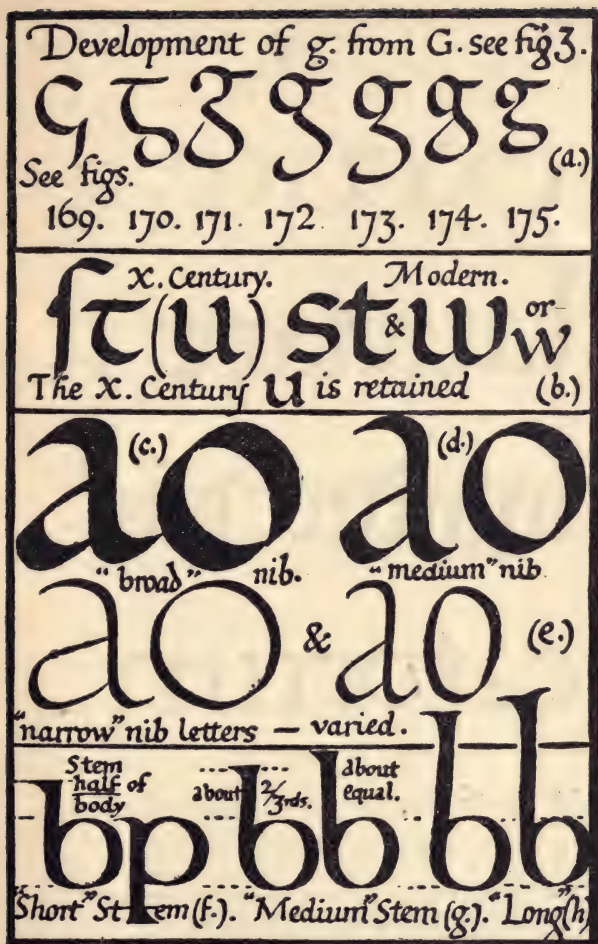 Development of g. from G. see fig 3.
ς ꞇ Ʒ g g g g (a.)
See figs.
169. 170. 171. 172. 173. 174. 175.
X. Century. Modern.
ſꞇ(u) st & w or w
The X. Century u is retained (b.)
ao (c.) ao (d.)
"broad" nib. "medium" nib
ao & ao (e.)
"narrow" nib letters — varied.
Stem half of body about 2/3rds. about equal.
bp bb bb
"Short" Stem (f.). "Medium" Stem (g.). "Long" (h)